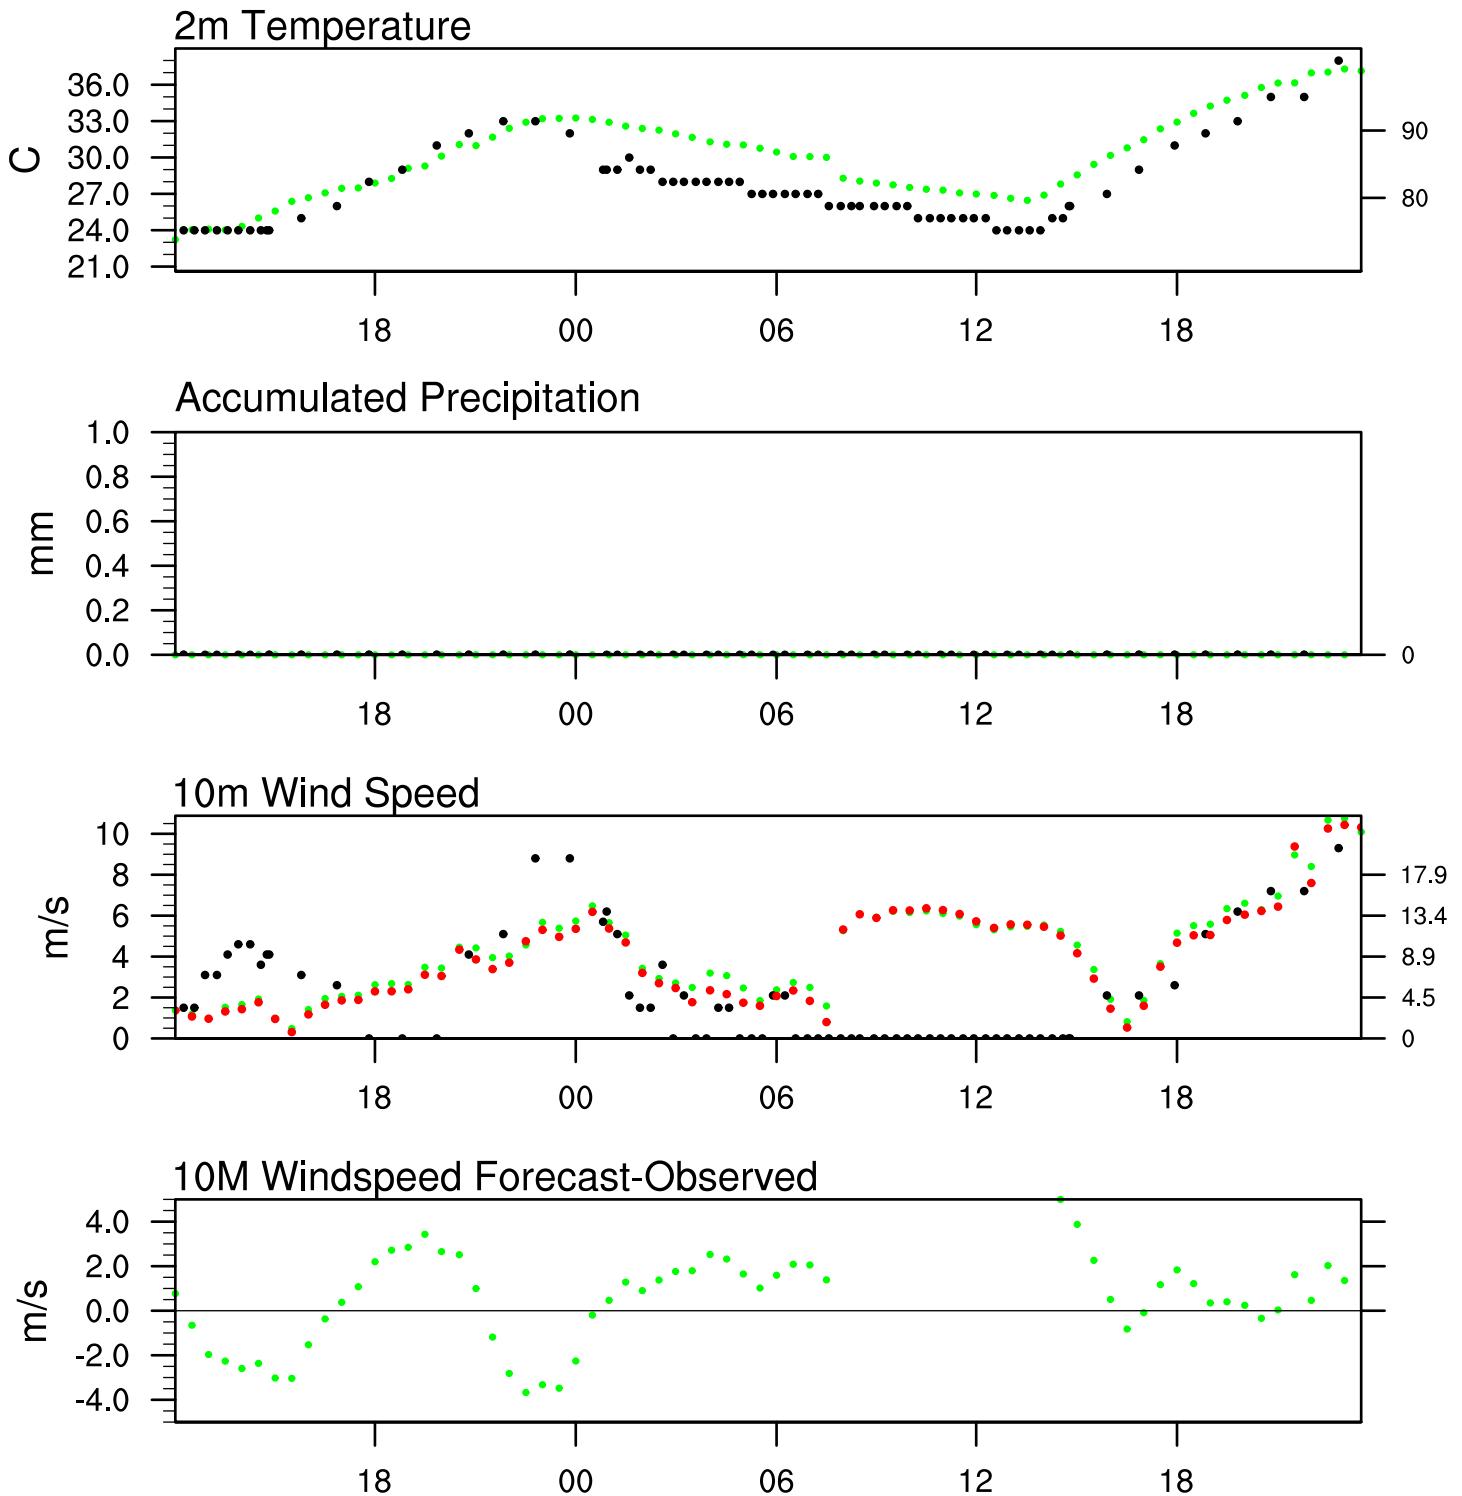 2m Temperature
36.0
33.0
30.0
27.0
24.0
21.0
C
90
80
18 00 06 12 18
Accumulated Precipitation
1.0
0.8
0.6
0.4
0.2
0.0
mm
0
18 00 06 12 18
10m Wind Speed
10
8
6
4
2
0
m/s
17.9
13.4
8.9
4.5
0
18 00 06 12 18
10M Windspeed Forecast-Observed
4.0
2.0
0.0
-2.0
-4.0
m/s
18 00 06 12 18